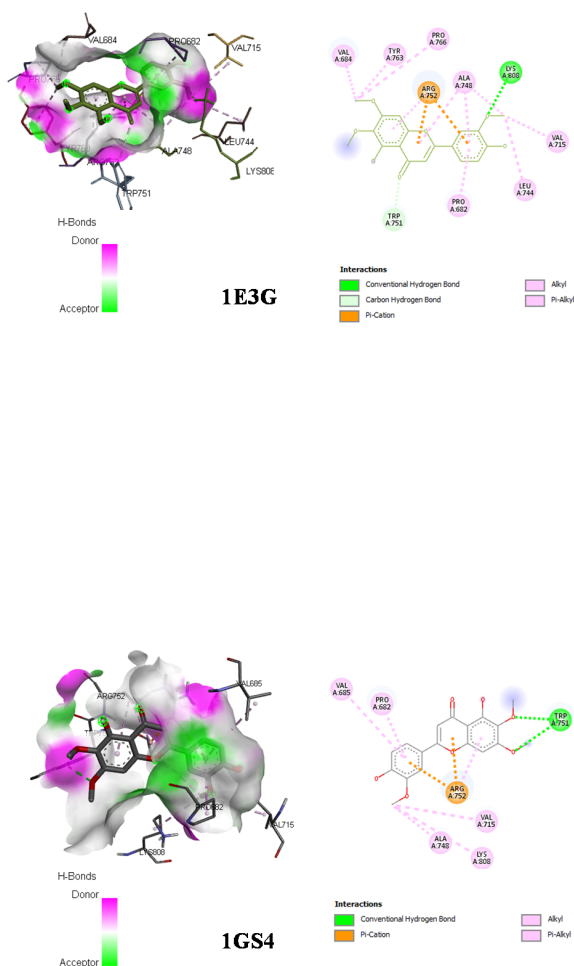 VAL684
PRO682
VAL715
LEU744
ALA748
LYS808
TRP751
H-Bonds
Donor
Acceptor
1E3G
VAL
A:684
TYR
A:763
PRO
A:766
ARG
A:752
ALA
A:748
LYS
A:808
VAL
A:715
LEU
A:744
PRO
A:682
TRP
A:751
Interactions
Conventional Hydrogen Bond
Carbon Hydrogen Bond
Pi-Cation
Alkyl
Pi-Alkyl
ARG752
VAL685
PRO682
VAL715
LYS808
H-Bonds
Donor
Acceptor
1GS4
VAL
A:685
PRO
A:682
TRP
A:751
ARG
A:752
VAL
A:715
ALA
A:748
LYS
A:808
Interactions
Conventional Hydrogen Bond
Pi-Cation
Alkyl
Pi-Alkyl